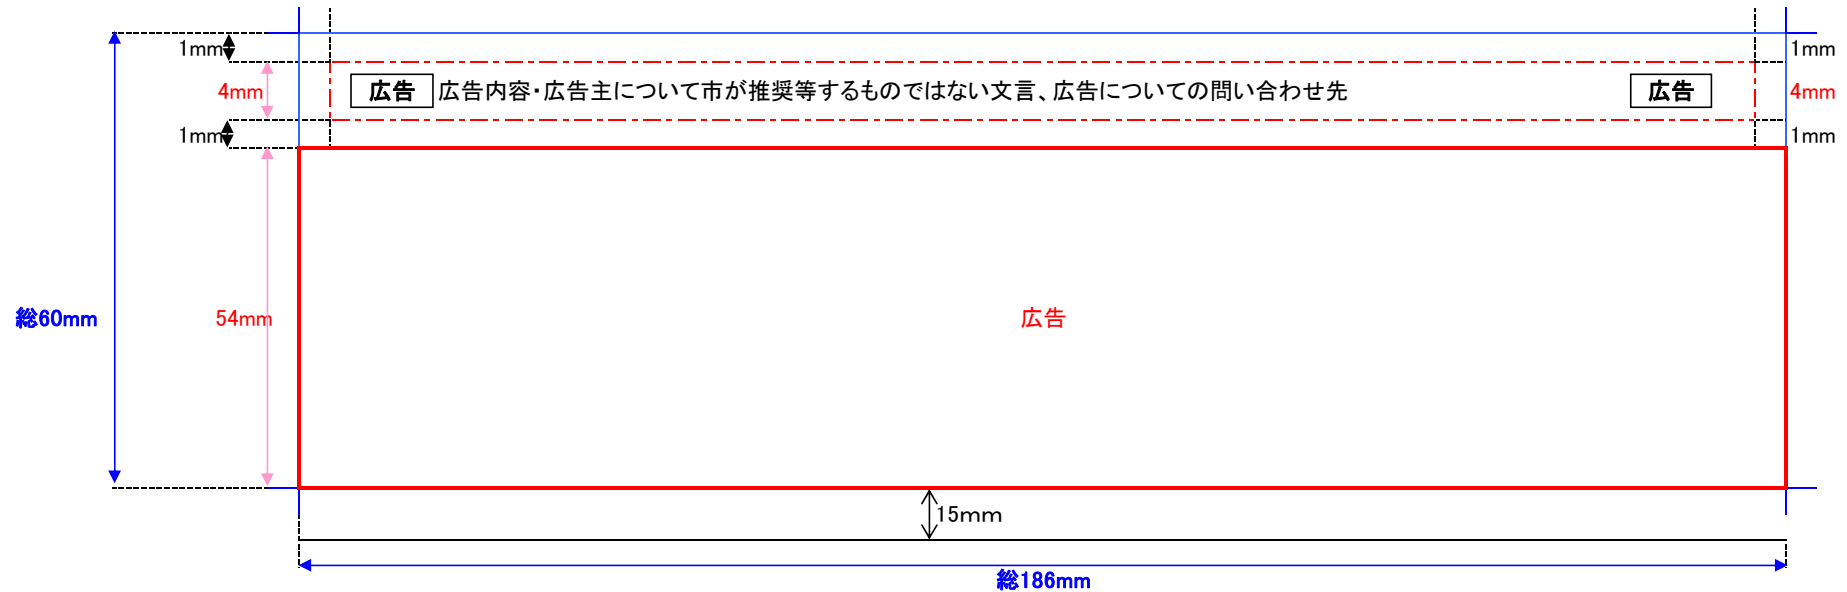 1mm 1mm
4mm 広告 広告内容・広告主について市が推奨等するものではない文言、広告についての問い合わせ先 広告 4mm
1mm 1mm
総60mm 54mm 広告
15mm
総186mm